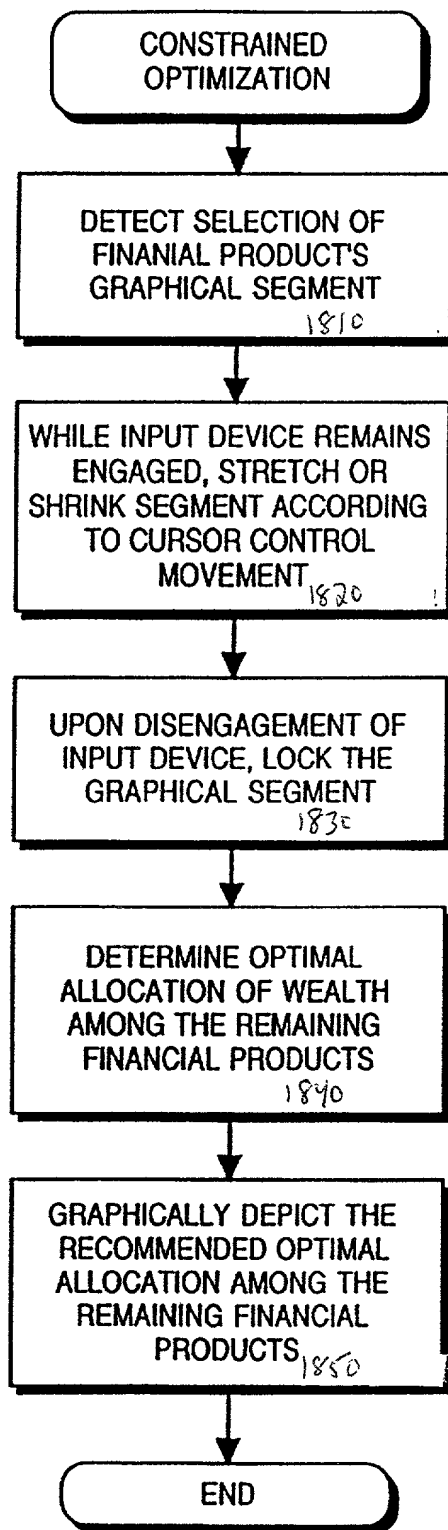 CONSTRAINED
OPTIMIZATION
DETECT SELECTION OF
FINANIAL PRODUCT'S
GRAPHICAL SEGMENT
1810
WHILE INPUT DEVICE REMAINS
ENGAGED, STRETCH OR
SHRINK SEGMENT ACCORDING
TO CURSOR CONTROL
MOVEMENT
1820
UPON DISENGAGEMENT OF
INPUT DEVICE, LOCK THE
GRAPHICAL SEGMENT
1830
DETERMINE OPTIMAL
ALLOCATION OF WEALTH
AMONG THE REMAINING
FINANCIAL PRODUCTS
1840
GRAPHICALLY DEPICT THE
RECOMMENDED OPTIMAL
ALLOCATION AMONG THE
REMAINING FINANCIAL
PRODUCTS
1850
END